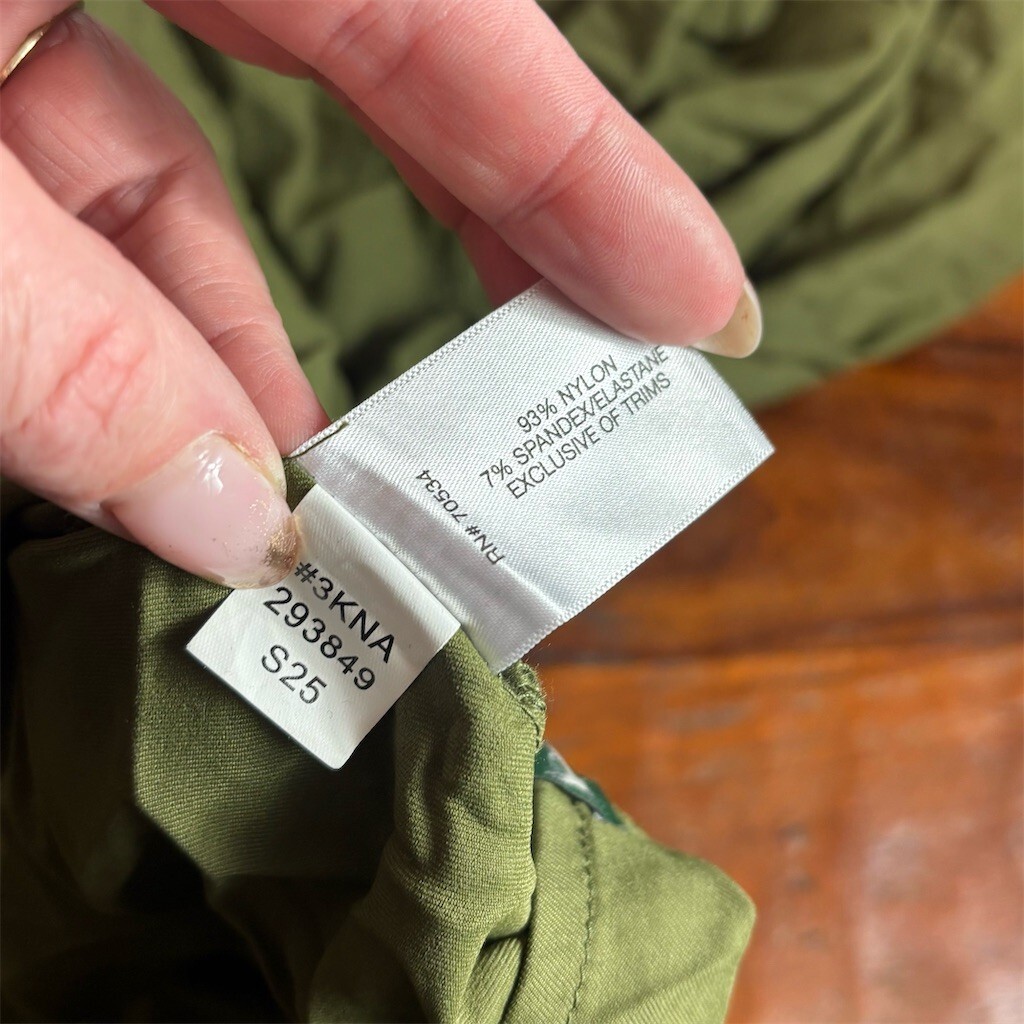 93% NYLON
7% SPANDEX/ELASTANE
EXCLUSIVE OF TRIMS
RN# 70534
#3KNA
293849
S25